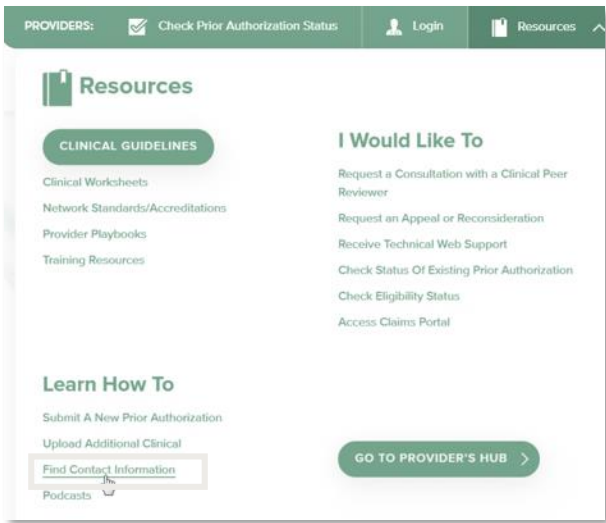 PROVIDERS: Check Prior Authorization Status Login Resources
Resources
CLINICAL GUIDELINES
Clinical Worksheets
Network Standards/Accreditations
Provider Playbooks
Training Resources
I Would Like To
Request a Consultation with a Clinical Peer
Reviewer
Request an Appeal or Reconsideration
Receive Technical Web Support
Check Status Of Existing Prior Authorization
Check Eligibility Status
Access Claims Portal
Learn How To
Submit A New Prior Authorization
Upload Additional Clinical
Find Contact Information
Podcasts
GO TO PROVIDER'S HUB